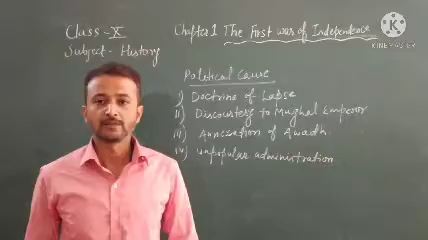 Class - X
Subject - History
Chapter 1 The First war of Independence
Political Cause
i) Doctrine of Lapse
ii) Discourtesy to Mughal Emperor
iii) Annexation of Awadh.
iv) unpopular administration
KINEMASTER